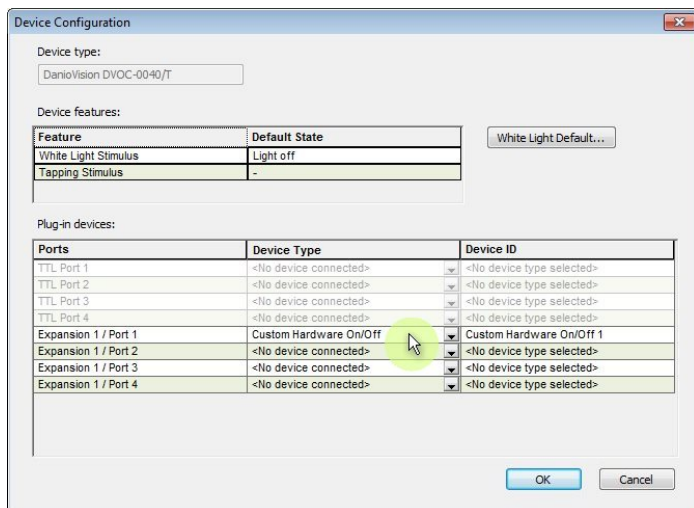 Device Configuration
Device type:
DanioVision DVOC-0040/T
Device features:
Feature Default State
White Light Stimulus Light off
Tapping Stimulus -
White Light Default...
Plug-in devices:
Ports Device Type Device ID
TTL Port 1 <No device connected> <No device type selected>
TTL Port 2 <No device connected> <No device type selected>
TTL Port 3 <No device connected> <No device type selected>
TTL Port 4 <No device connected> <No device type selected>
Expansion 1 / Port 1 Custom Hardware On/Off Custom Hardware On/Off 1
Expansion 1 / Port 2 <No device connected> <No device type selected>
Expansion 1 / Port 3 <No device connected> <No device type selected>
Expansion 1 / Port 4 <No device connected> <No device type selected>
OK Cancel